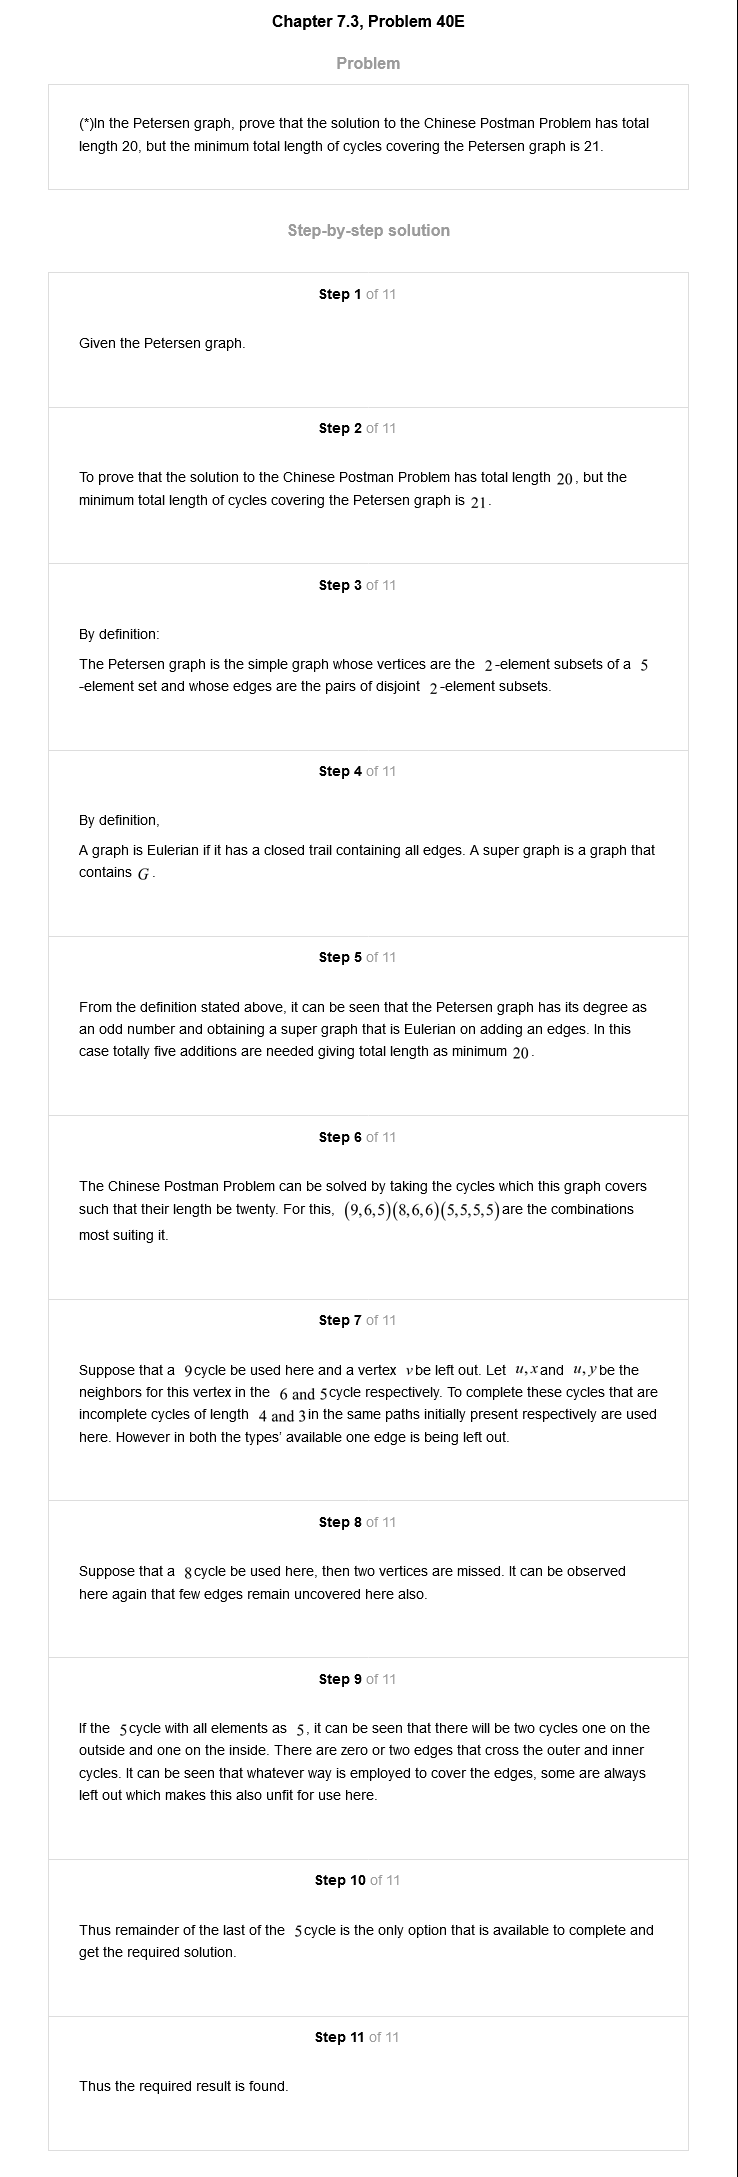 Chapter 7.3, Problem 40E
Problem
(*)In the Petersen graph, prove that the solution to the Chinese Postman Problem has total
length 20, but the minimum total length of cycles covering the Petersen graph is 21.
Step-by-step solution
Step 1 of 11
Given the Petersen graph.
Step 2 of 11
To prove that the solution to the Chinese Postman Problem has total length 20, but the
minimum total length of cycles covering the Petersen graph is 21.
Step 3 of 11
By definition:
The Petersen graph is the simple graph whose vertices are the 2-element subsets of a 5
-element set and whose edges are the pairs of disjoint 2-element subsets.
Step 4 of 11
By definition,
A graph is Eulerian if it has a closed trail containing all edges. A super graph is a graph that
contains G.
Step 5 of 11
From the definition stated above, it can be seen that the Petersen graph has its degree as
an odd number and obtaining a super graph that is Eulerian on adding an edges. In this
case totally five additions are needed giving total length as minimum 20.
Step 6 of 11
The Chinese Postman Problem can be solved by taking the cycles which this graph covers
such that their length be twenty. For this, (9,6,5)(8,6,6)(5,5,5,5) are the combinations
most suiting it.
Step 7 of 11
Suppose that a 9cycle be used here and a vertex v be left out. Let u,x and u,y be the
neighbors for this vertex in the 6 and 5cycle respectively. To complete these cycles that are
incomplete cycles of length 4 and 3 in the same paths initially present respectively are used
here. However in both the types' available one edge is being left out.
Step 8 of 11
Suppose that a 8cycle be used here, then two vertices are missed. It can be observed
here again that few edges remain uncovered here also.
Step 9 of 11
If the 5cycle with all elements as 5, it can be seen that there will be two cycles one on the
outside and one on the inside. There are zero or two edges that cross the outer and inner
cycles. It can be seen that whatever way is employed to cover the edges, some are always
left out which makes this also unfit for use here.
Step 10 of 11
Thus remainder of the last of the 5cycle is the only option that is available to complete and
get the required solution.
Step 11 of 11
Thus the required result is found.